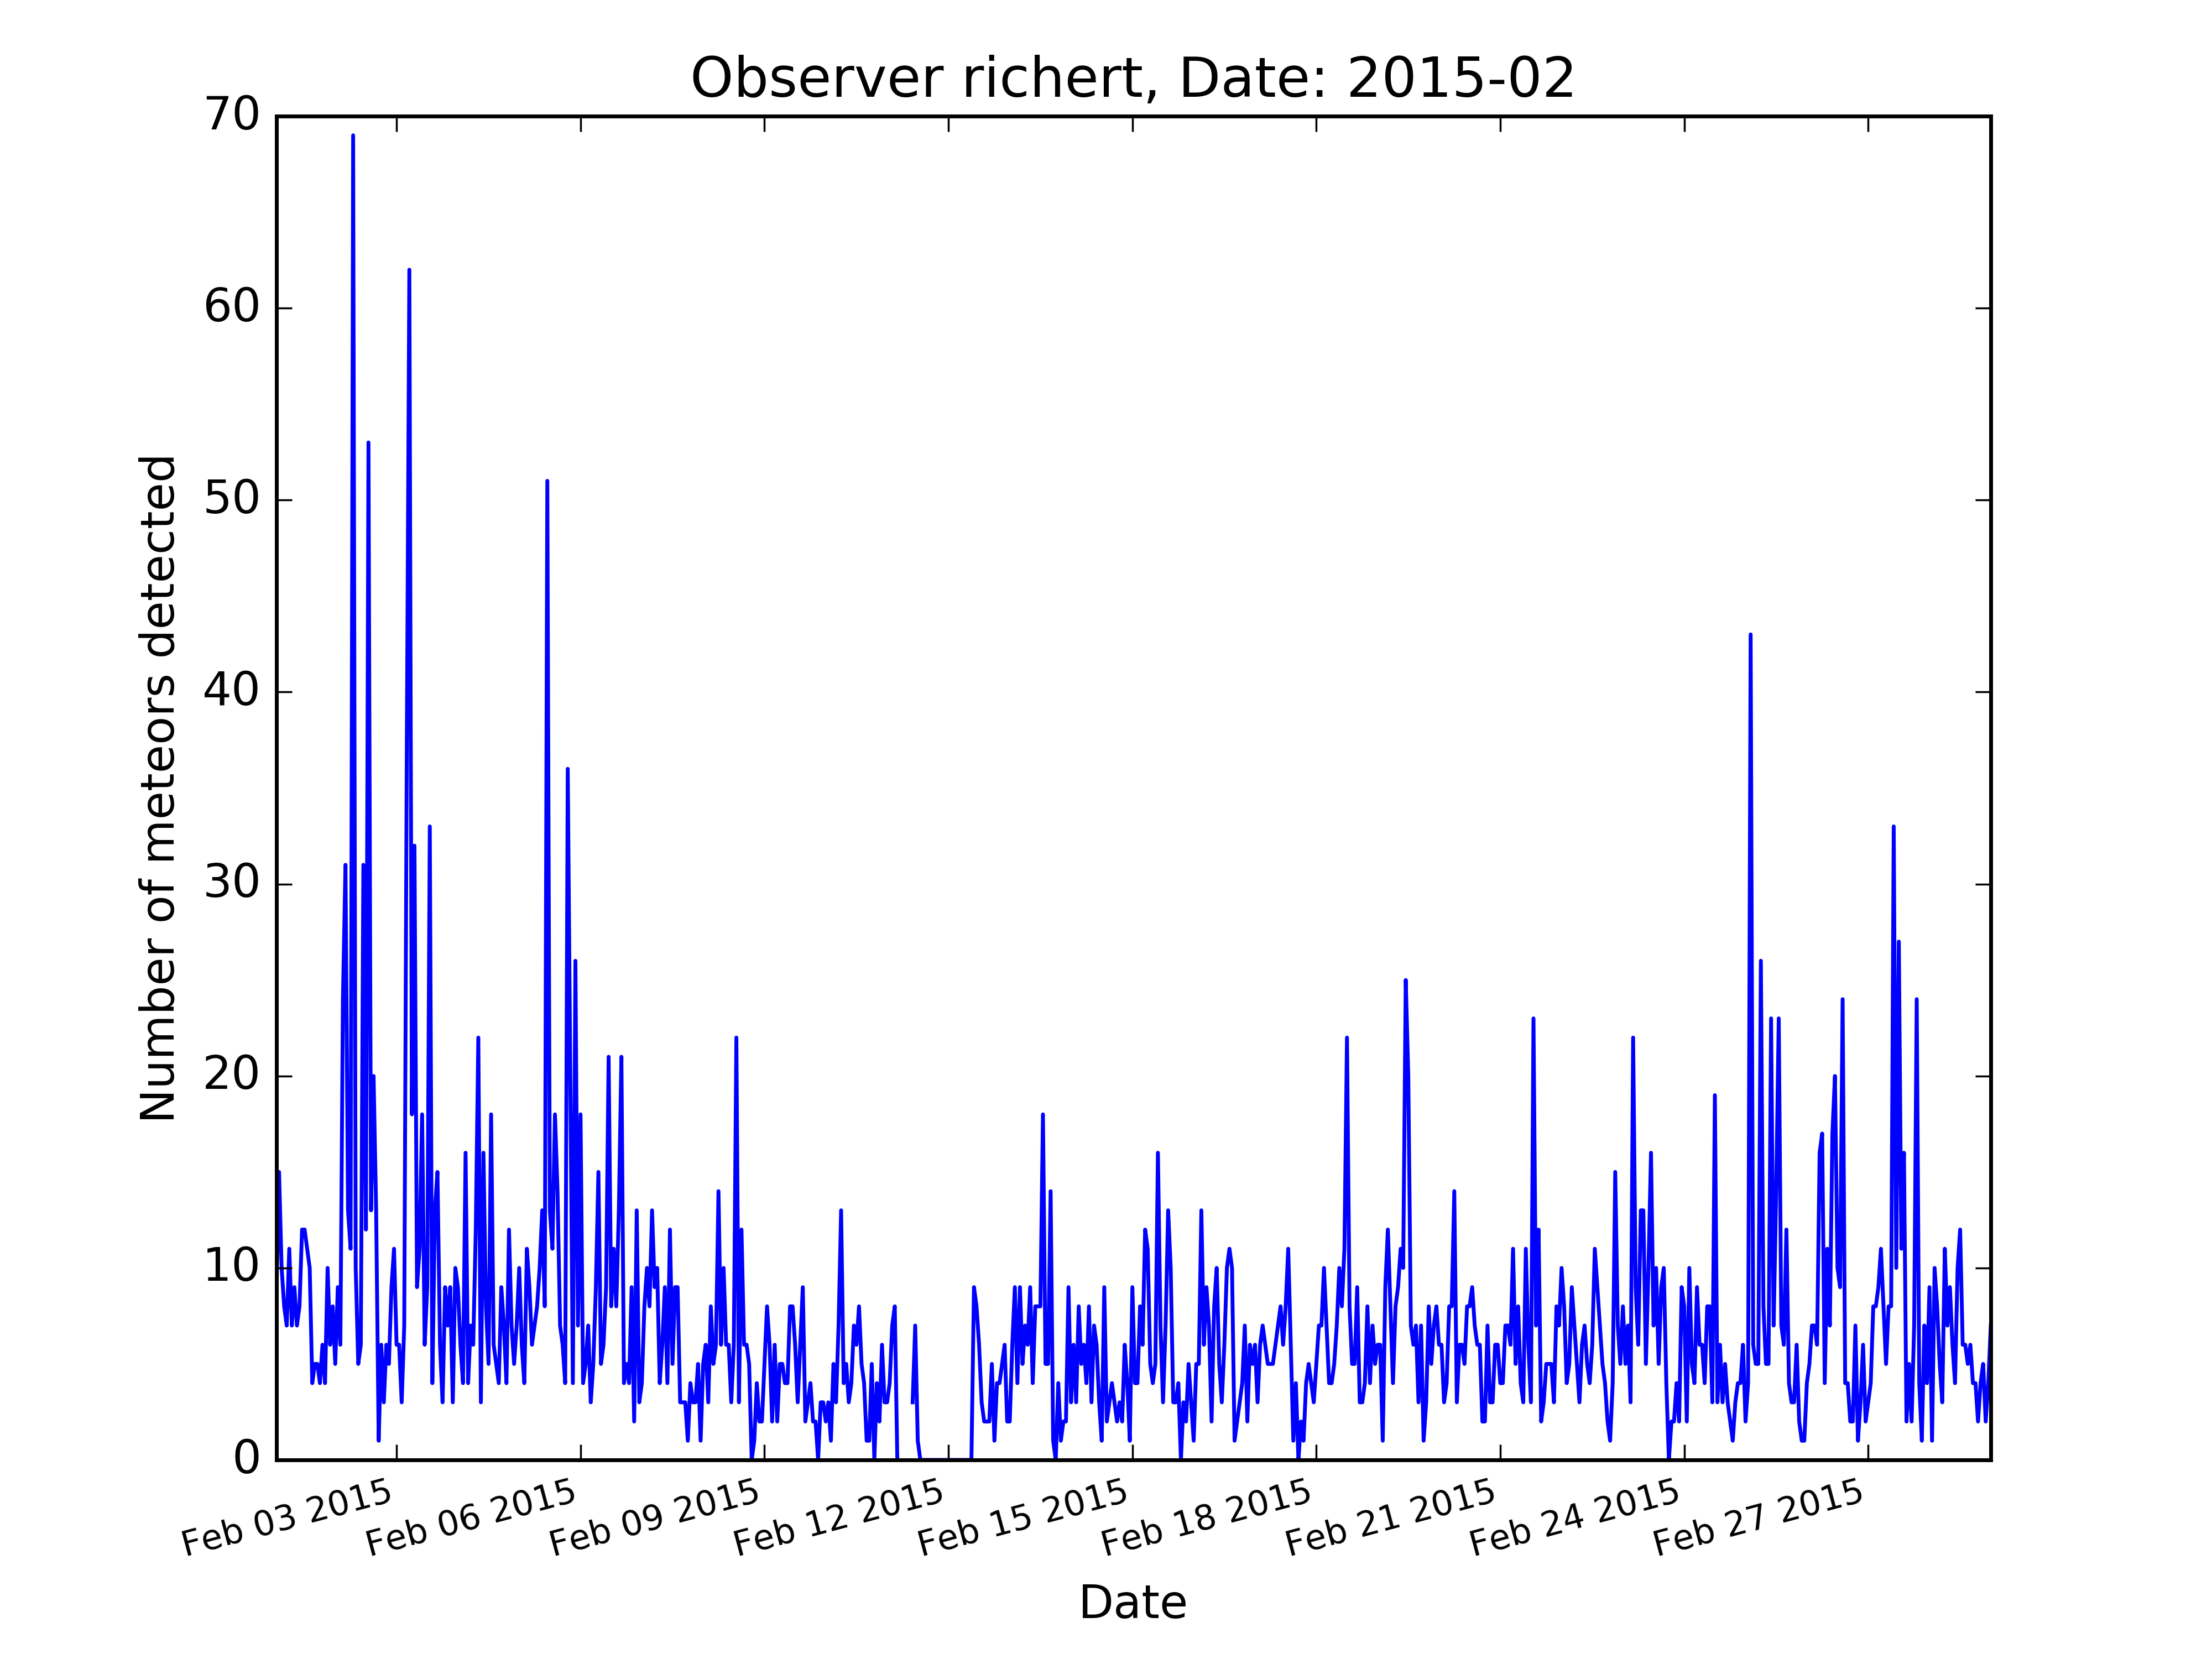 Observer richert, Date: 2015-02
Number of meteors detected
70
60
50
40
30
20
10
0
Feb 03 2015
Feb 06 2015
Feb 09 2015
Feb 12 2015
Feb 15 2015
Feb 18 2015
Feb 21 2015
Feb 24 2015
Feb 27 2015
Date